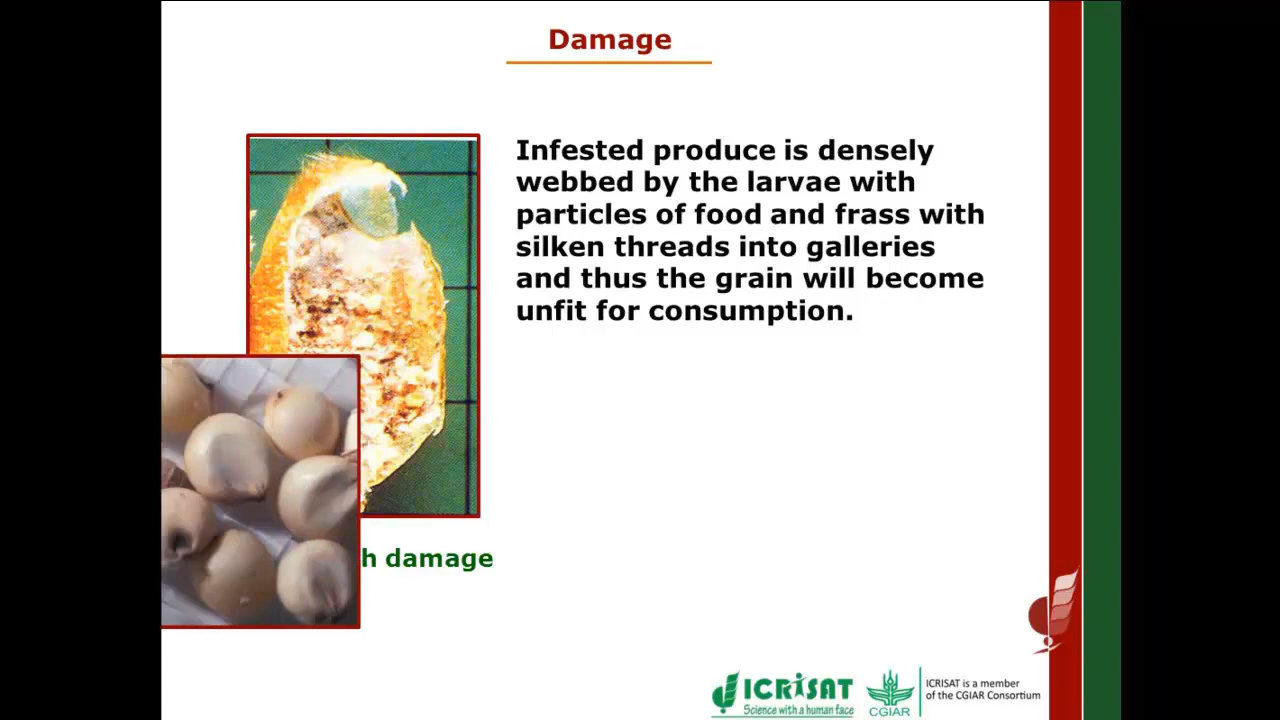 Damage
Infested produce is densely
webbed by the larvae with
particles of food and frass with
silken threads into galleries
and thus the grain will become
unfit for consumption.
h damage
ICRISAT
Science with a human face
CGIAR
ICRISAT is a member
of the CGIAR Consortium